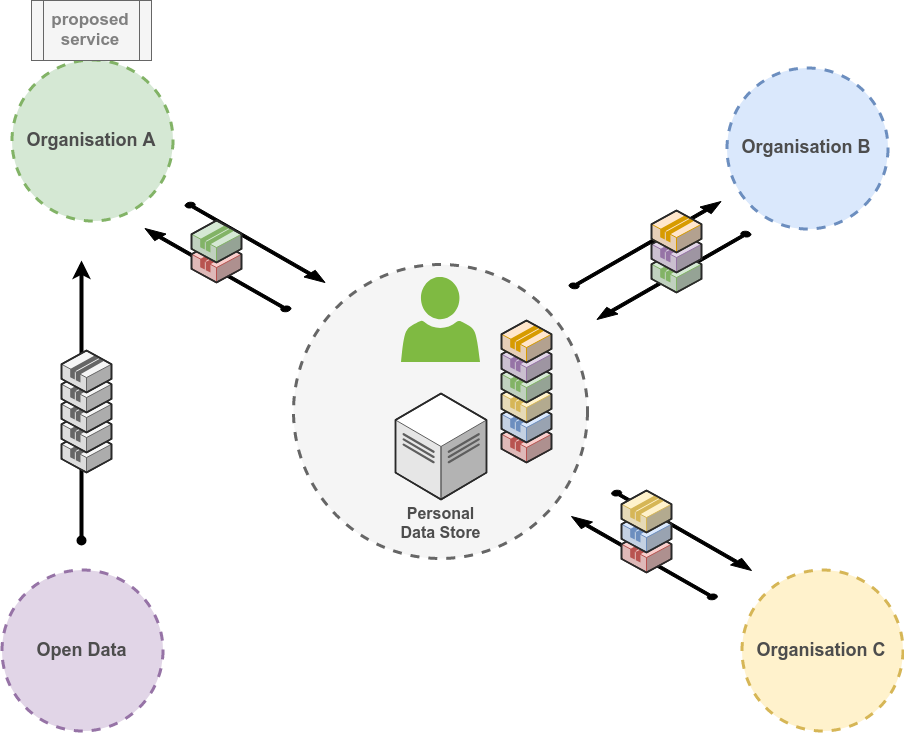 proposed
service
Organisation A
Organisation B
Personal
Data Store
Open Data
Organisation C